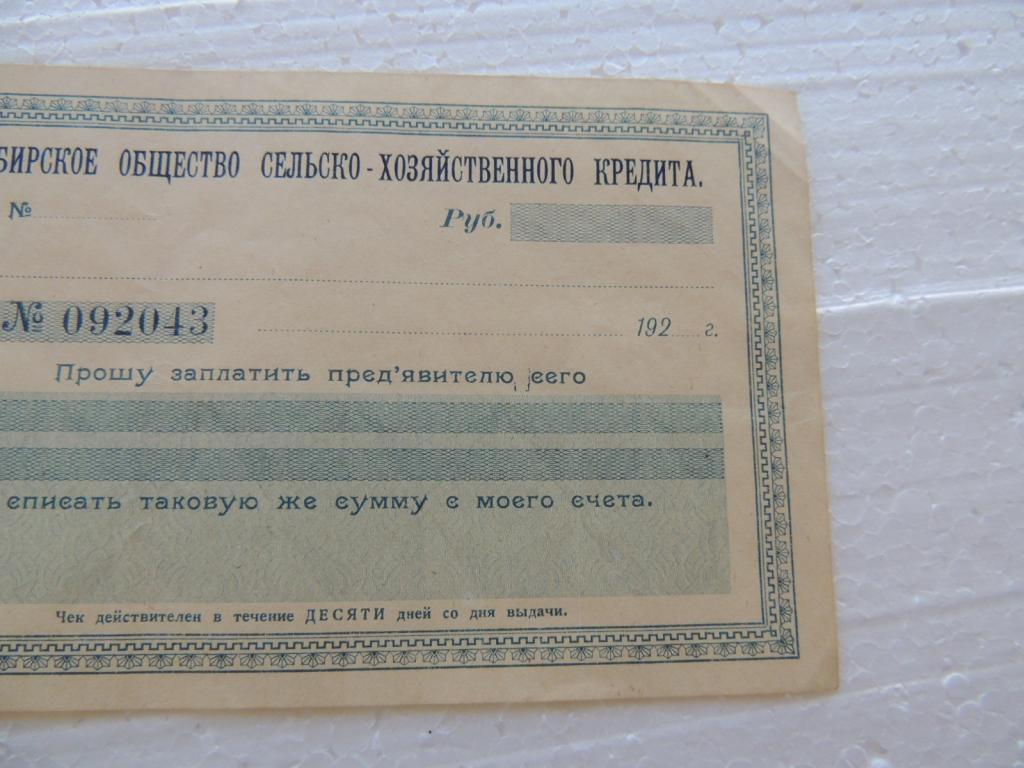 БИРСКОЕ ОБЩЕСТВО СЕЛЬСКО-ХОЗЯЙСТВЕННОГО КРЕДИТА.
№ Руб.
№ 092043 192 г.
Прошу заплатить пред'явителю сего
списать таковую же сумму с моего счета.
Чек действителен в течение ДЕСЯТИ дней со дня выдачи.